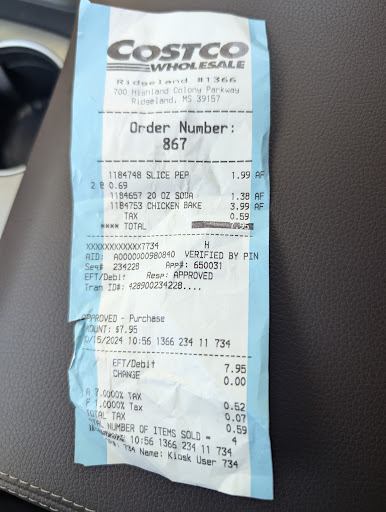 COSTCO
WHOLESALE
Ridgeland #1366
700 Highland Colony Parkway
Ridgeland, MS 39157
Order Number:
867
1184748 SLICE PEP 1.99 AF
2 @ 0.69
1184657 20 OZ SODA 1.38 AF
1184753 CHICKEN BAKE 3.99 AF
TAX 0.59
**** TOTAL 7.95
XXXXXXXXXXXX7734 H
AID: A0000000980840 VERIFIED BY PIN
Seq# 234228 App#: 650031
EFT/Debit Resp: APPROVED
Tran ID#: 428900234228....
APPROVED - Purchase
MOUNT: $7.95
/15/2024 10:56 1366 234 11 734
EFT/Debit 7.95
CHANGE 0.00
A 7.0000% TAX 0.52
F 1.0000% Tax 0.07
TOTAL TAX 0.59
TAL NUMBER OF ITEMS SOLD = 4
10:56 1366 234 11 734
734 Name: Kiosk User 734